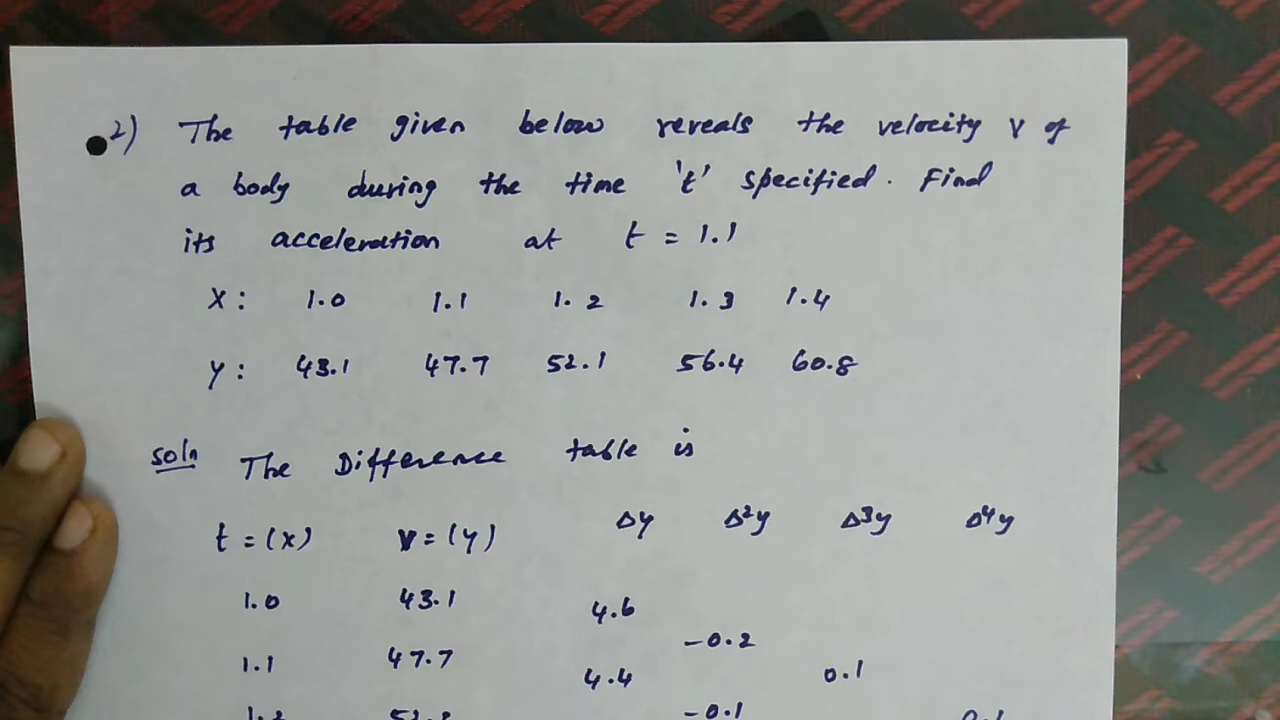 2) The table given below reveals the velocity v of
a body during the time 't' specified. Find
its acceleration at t = 1.1
X: 1.0 1.1 1.2 1.3 1.4
Y: 43.1 47.7 52.1 56.4 60.8
Soln The Difference table is
t = (x) v = (y) Δy Δ²y Δ3y Δ4y
1.0 43.1
4.6
-0.2
1.1 47.7
4.4 0.1
-0.1